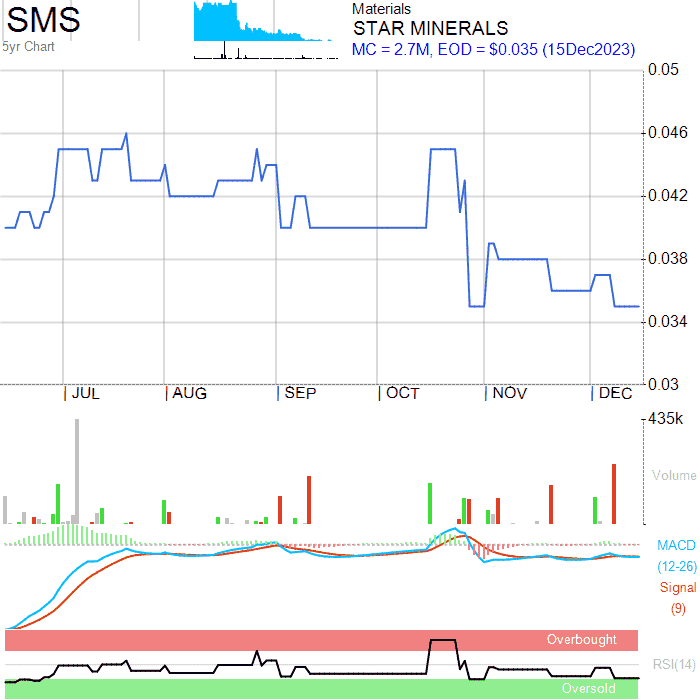 SMS
5yr Chart
Materials
STAR MINERALS
MC = 2.7M, EOD = $0.035 (15Dec2023)
0.05
0.046
0.042
0.038
0.034
0.03
JUL AUG SEP OCT NOV DEC
435k
Volume
MACD
(12-26)
Signal
(9)
Overbought
RSI(14)
Oversold